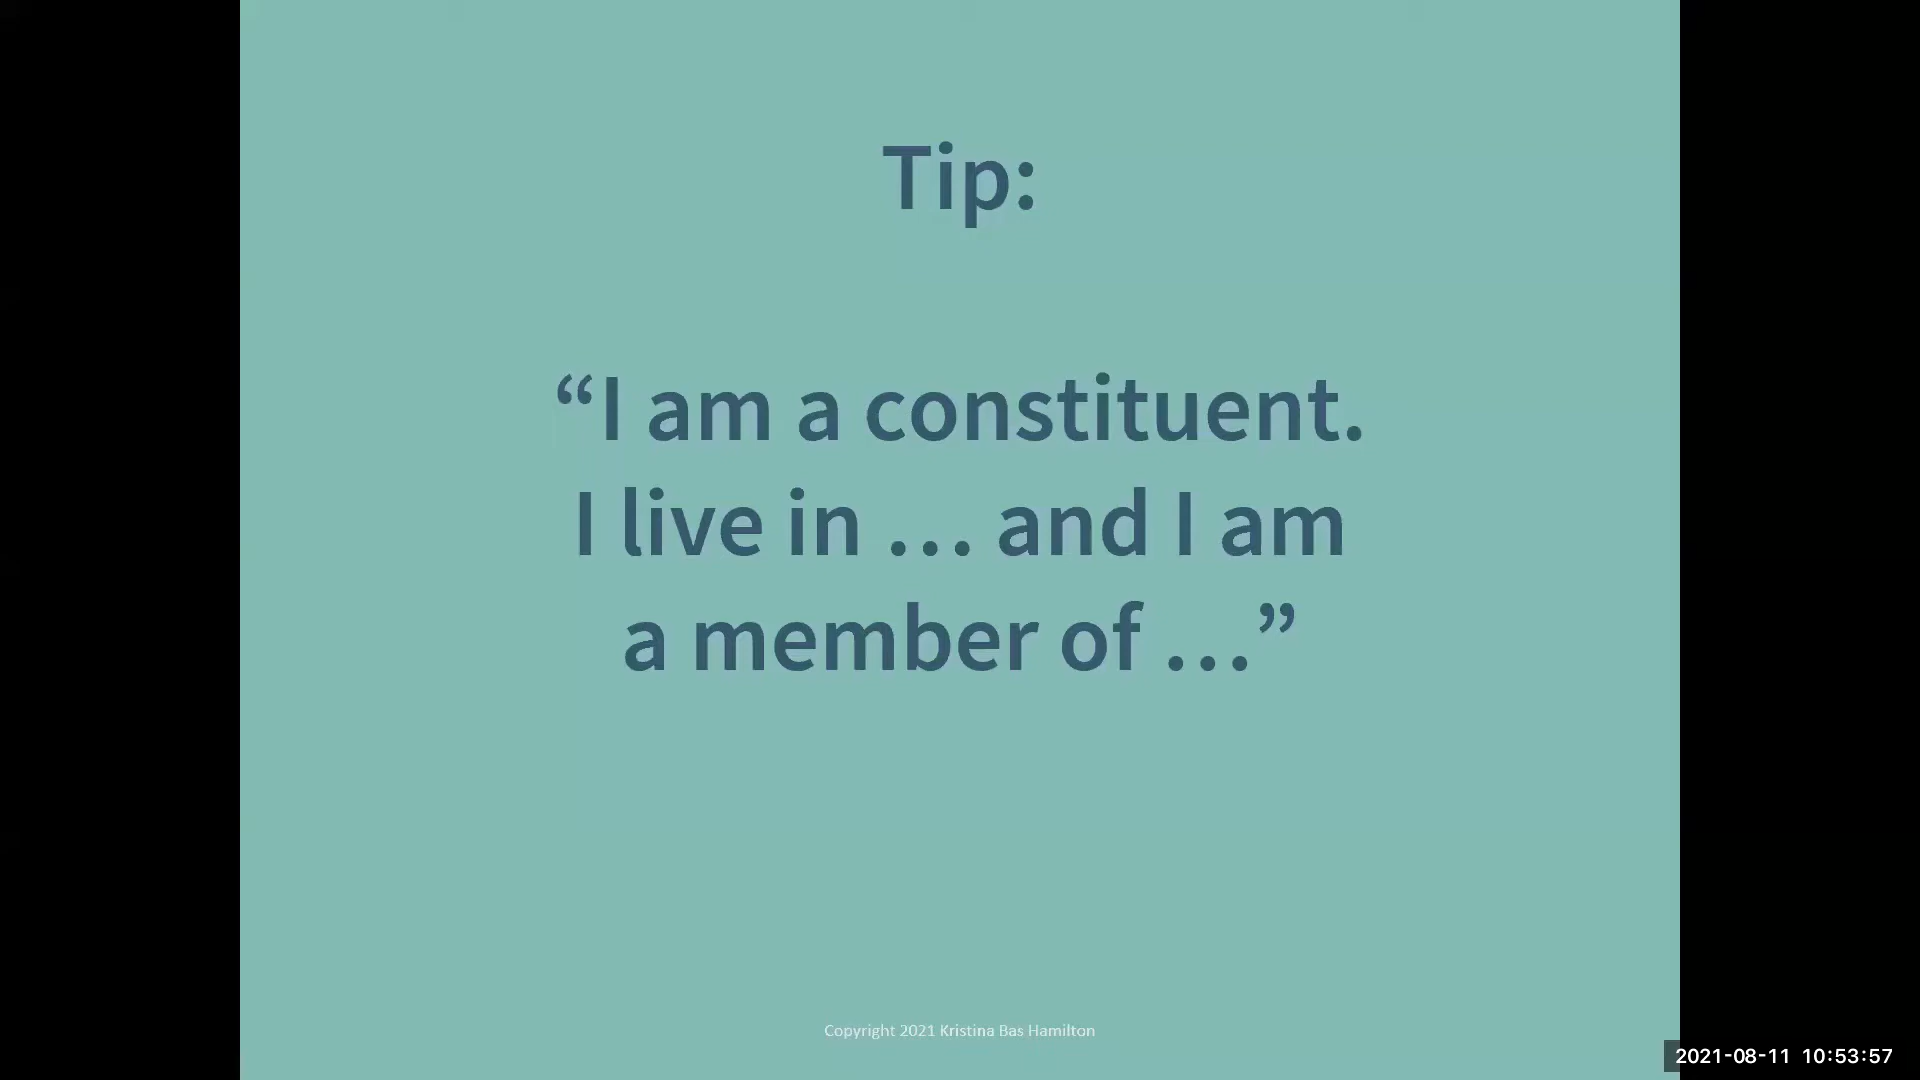 Tip:
“I am a constituent.
I live in … and I am
a member of …”
Copyright 2021 Kristina Bas Hamilton
2021-08-11 10:53:57